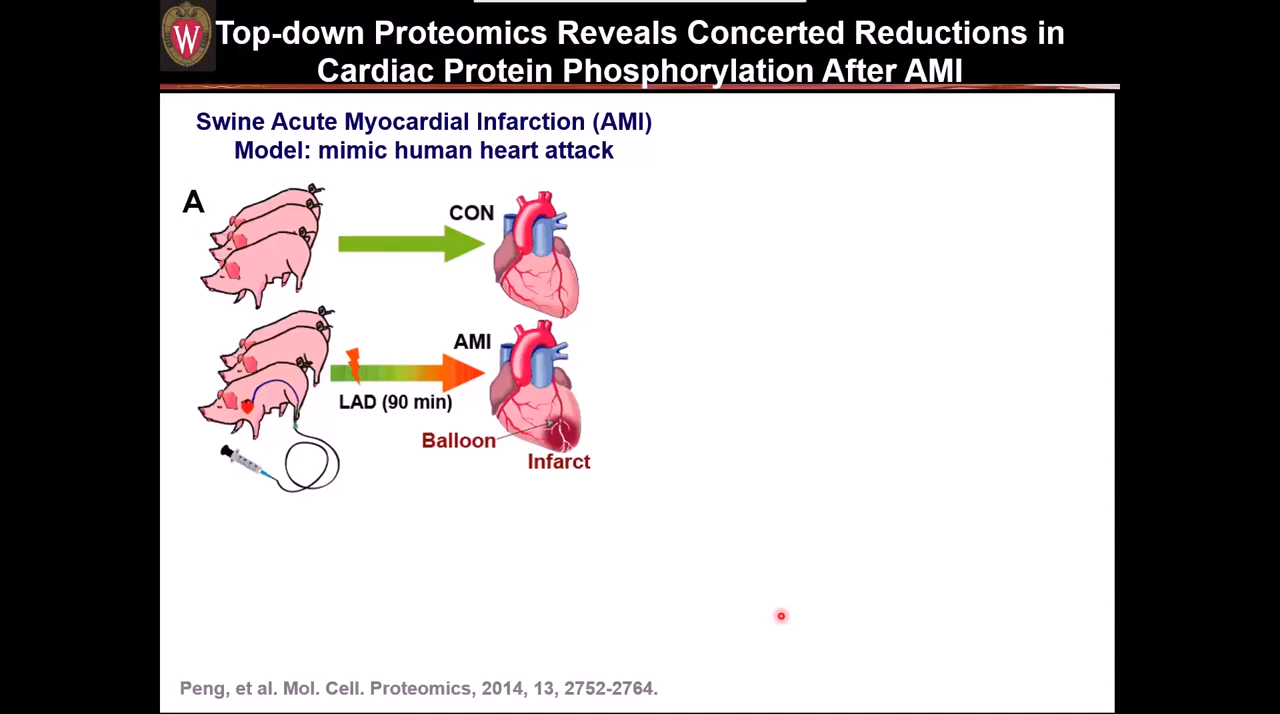 W
Top-down Proteomics Reveals Concerted Reductions in
Cardiac Protein Phosphorylation After AMI
Swine Acute Myocardial Infarction (AMI)
Model: mimic human heart attack
A
CON
AMI
LAD (90 min)
Balloon
Infarct
Peng, et al. Mol. Cell. Proteomics, 2014, 13, 2752-2764.